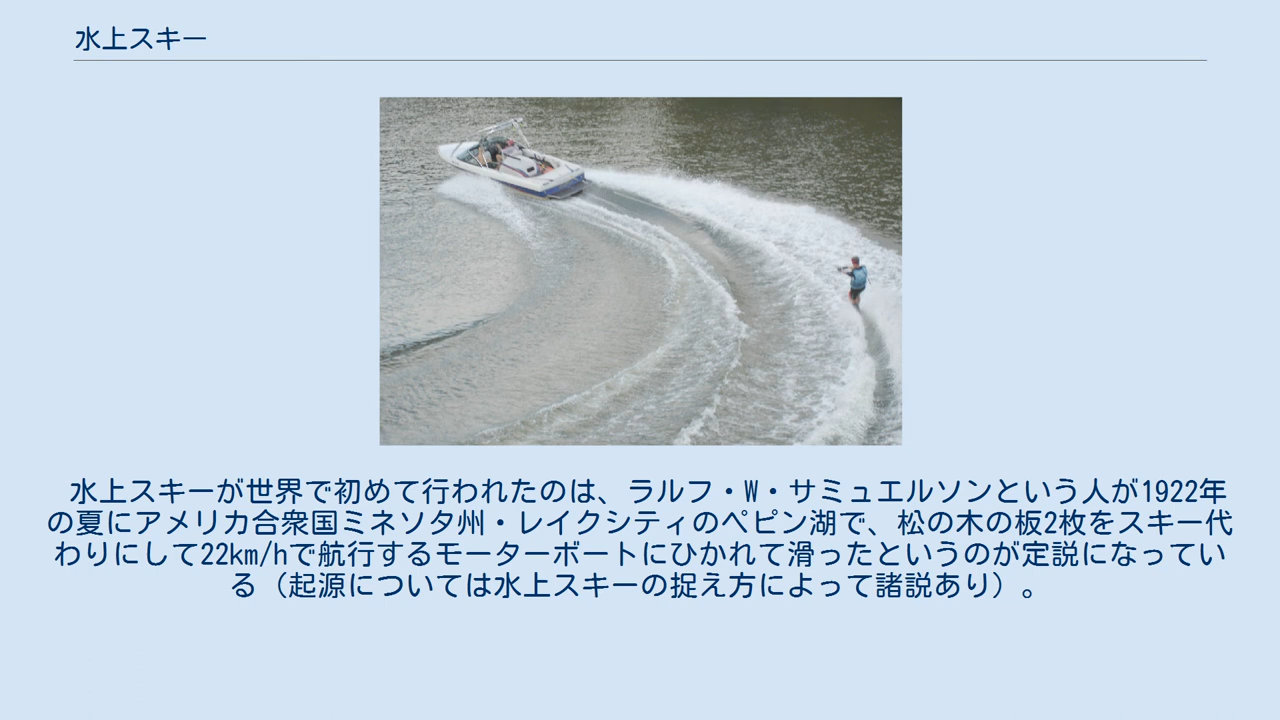 水上スキー
水上スキーが世界で初めて行われたのは、ラルフ・W・サミュエルソンという人が1922年
の夏にアメリカ合衆国ミネソタ州・レイクシティのペピン湖で、松の木の板2枚をスキー代
わりにして22km/hで航行するモーターボートにひかれて滑ったというのが定説になってい
る（起源については水上スキーの捉え方によって諸説あり）。